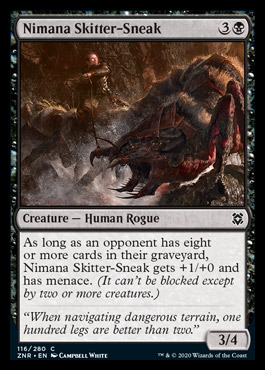 Nimana Skitter-Sneak 3
Creature — Human Rogue
As long as an opponent has eight
or more cards in their graveyard,
Nimana Skitter-Sneak gets +1/+0 and
has menace. (It can't be blocked except
by two or more creatures.)
“When navigating dangerous terrain, one
hundred legs are better than two.”
3/4
116/280 C
ZNR • EN Campbell White
™ & © 2020 Wizards of the Coast